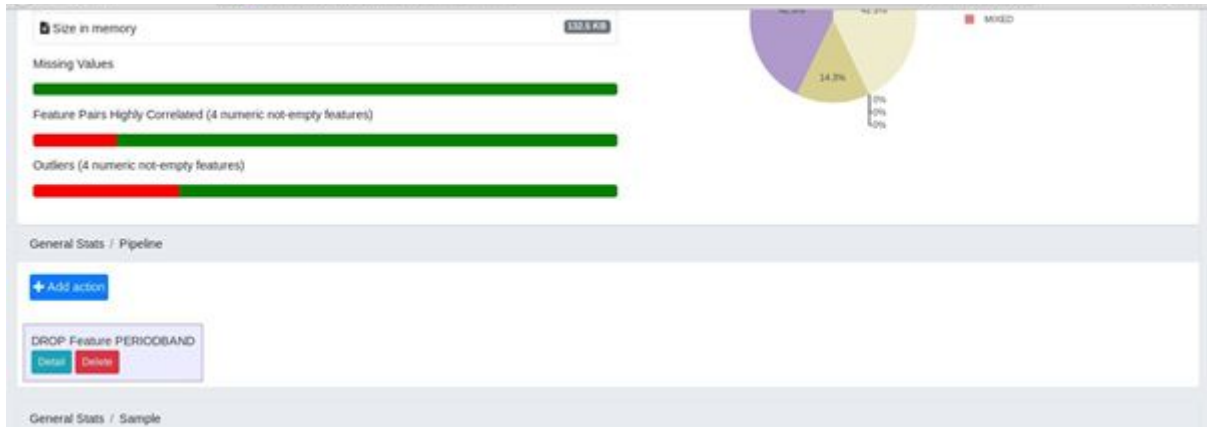 Size in memory 132.5 KB
MIXED
Missing Values
14.3%
Feature Pairs Highly Correlated (4 numeric not-empty features)
0%
0%
0%
Outliers (4 numeric not-empty features)
General Stats / Pipeline
+ Add action
DROP Feature PERIODBAND
Detail Delete
General Stats / Sample